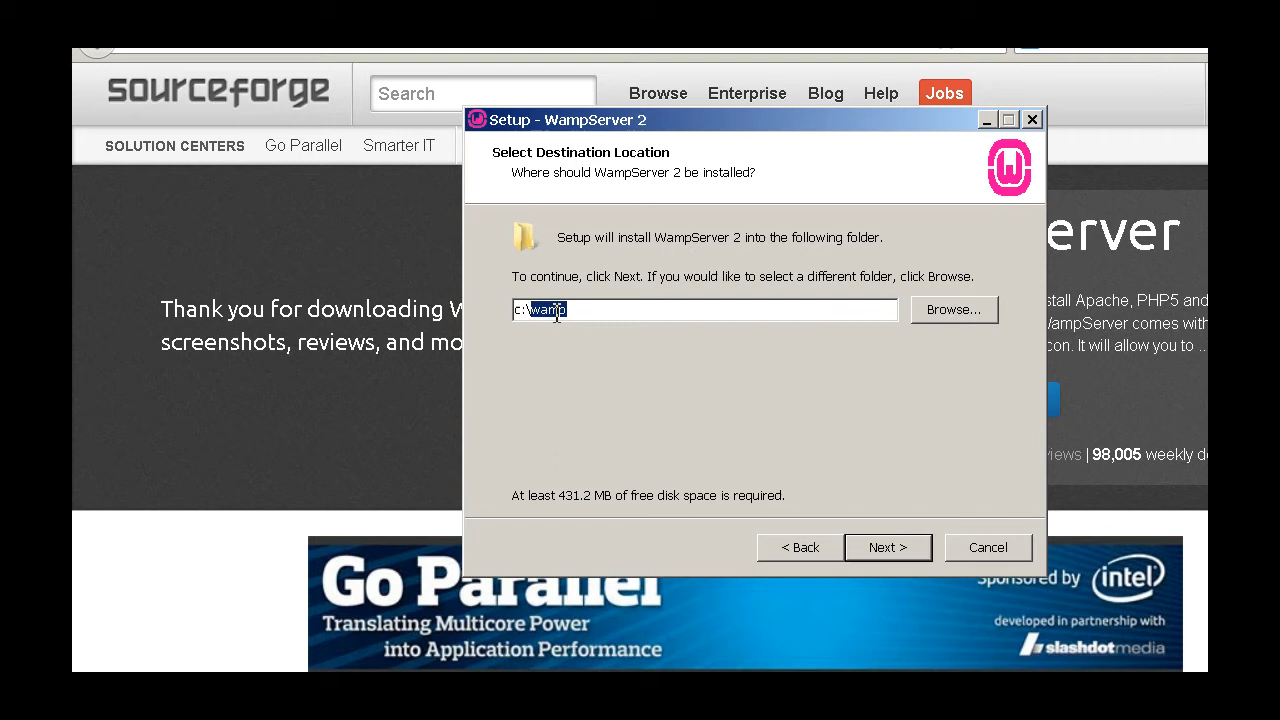 sourceforge
Search
Browse Enterprise Blog Help Jobs
SOLUTION CENTERS Go Parallel Smarter IT
Setup - WampServer 2
Select Destination Location
Where should WampServer 2 be installed?
W
Setup will install WampServer 2 into the following folder.
To continue, click Next. If you would like to select a different folder, click Browse.
c:\wamp
Browse...
At least 431.2 MB of free disk space is required.
< Back Next > Cancel
Thank you for downloading W
screenshots, reviews, and mo
erver
stall Apache, PHP5 and
WampServer comes with
con. It will allow you to ...
views | 98,005 weekly do
Go Parallel
Translating Multicore Power
into Application Performance
Sponsored by intel
developed in partnership with
slashdotmedia